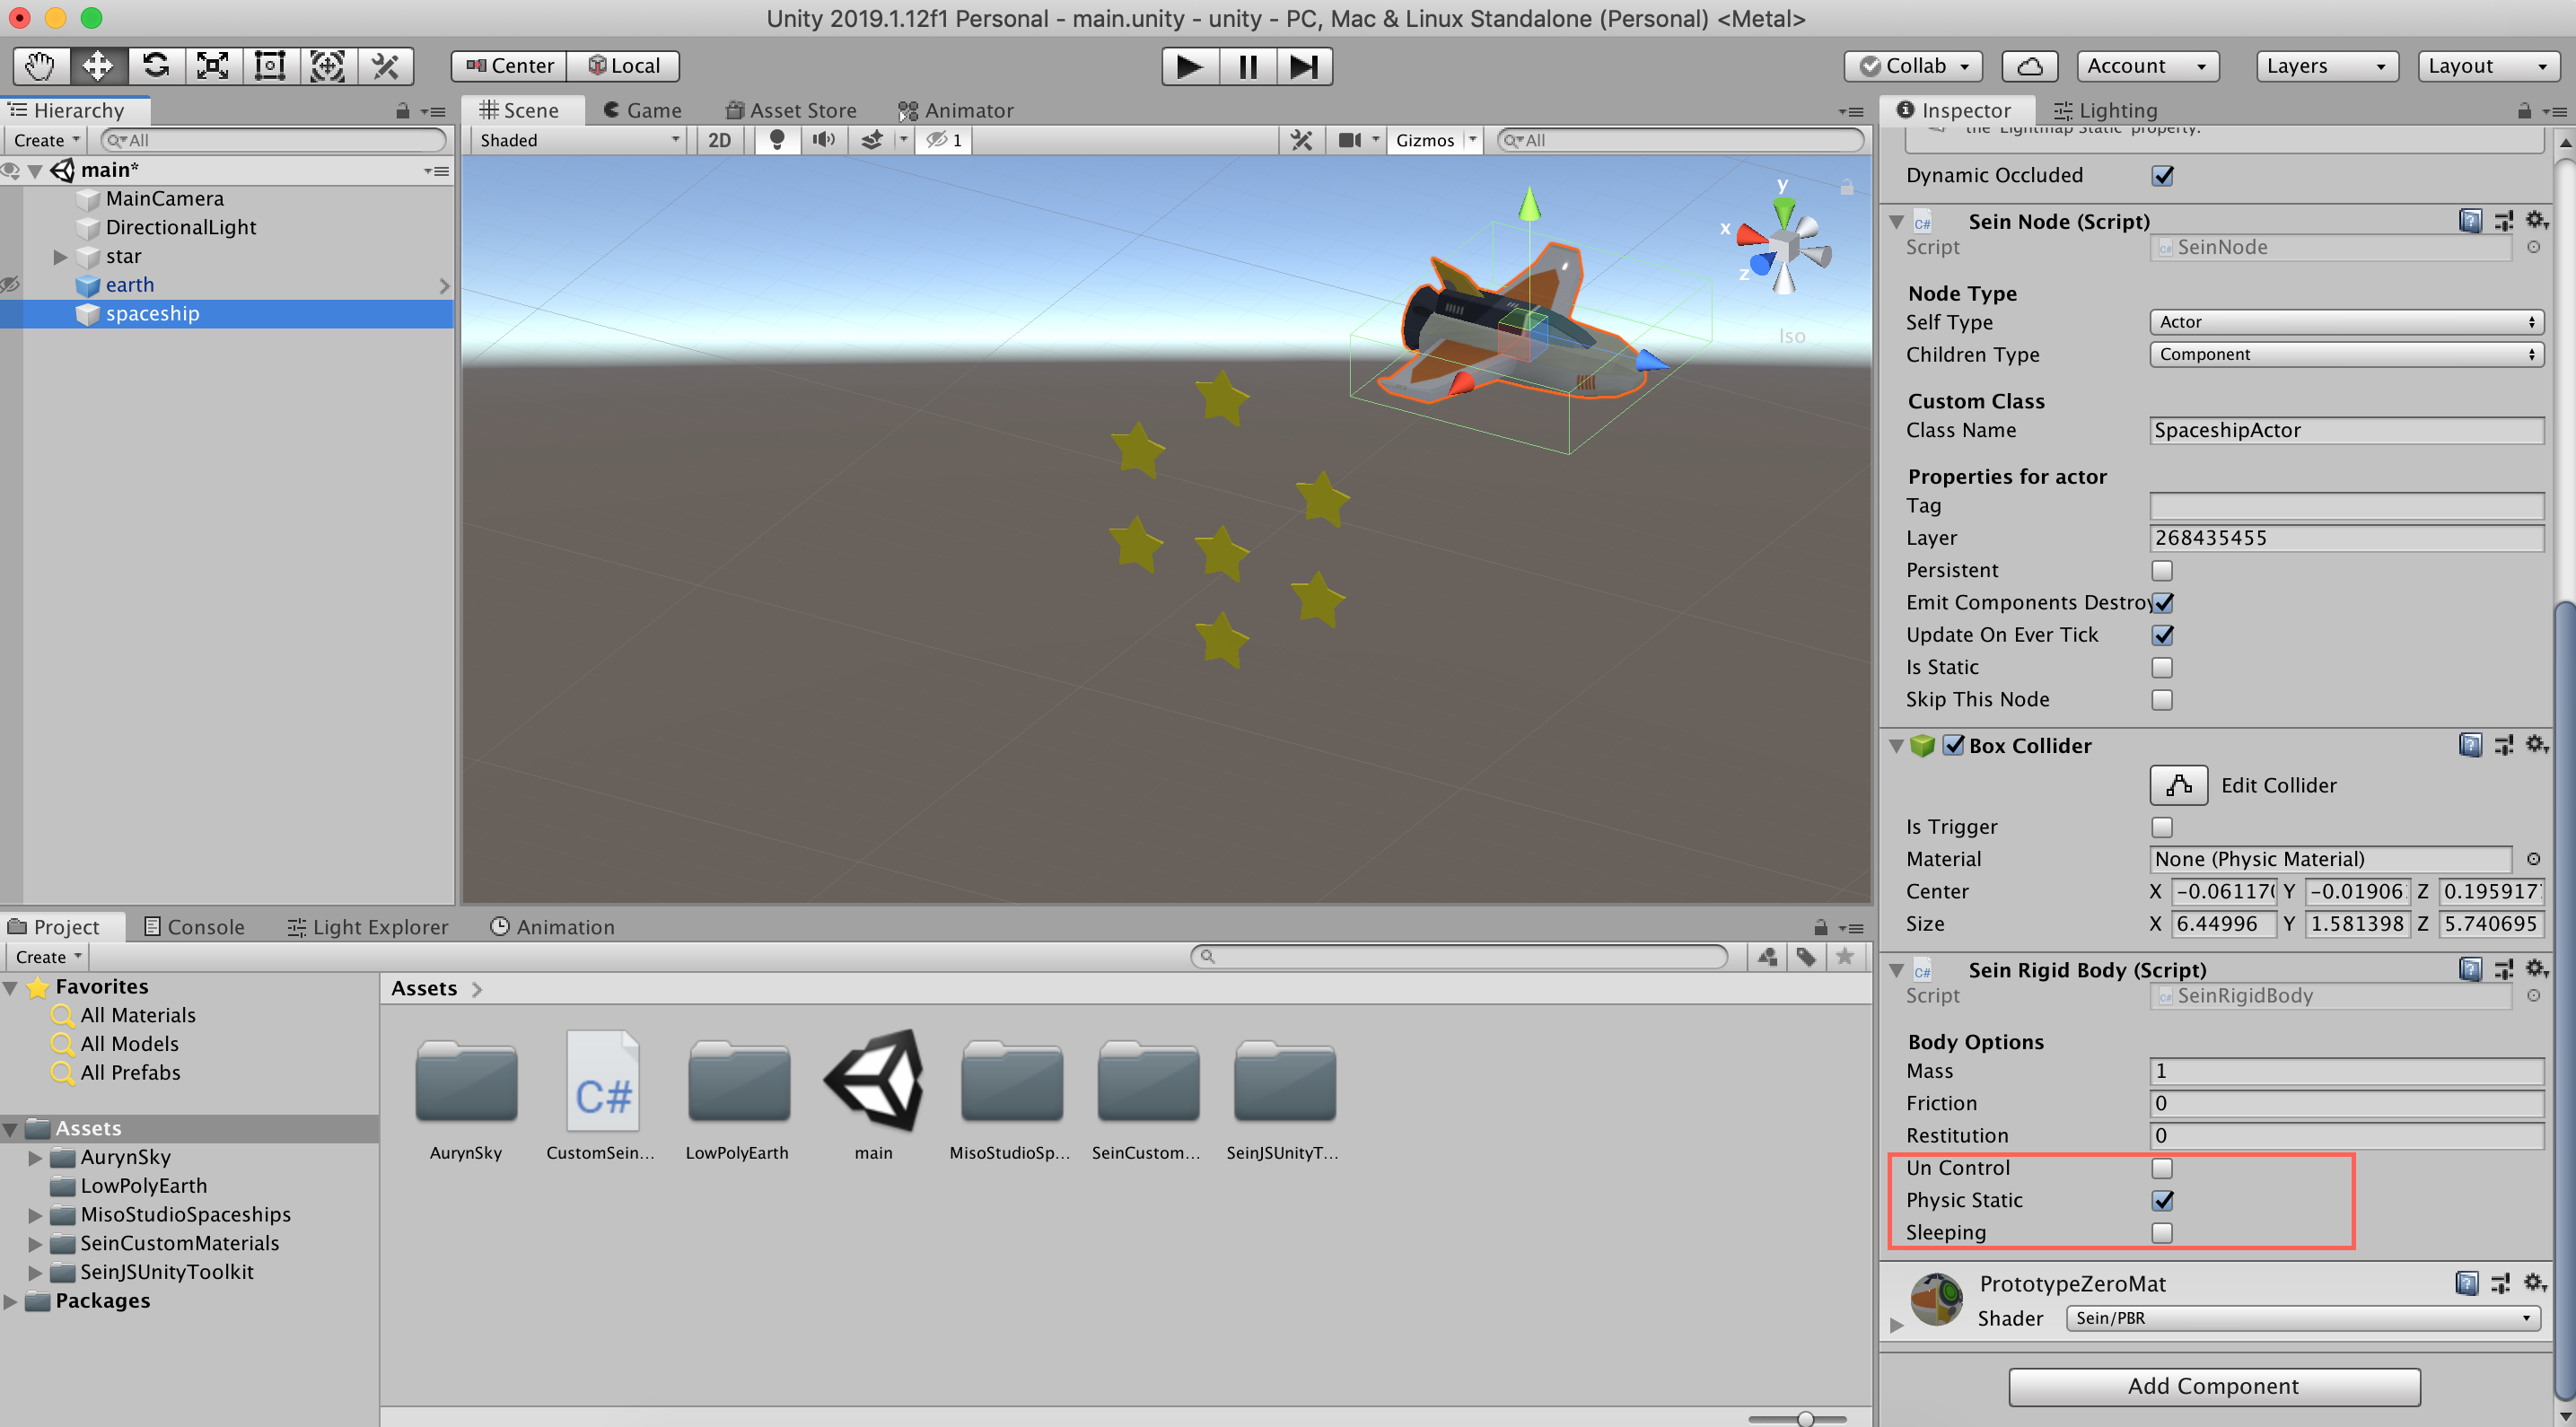 Unity 2019.1.12f1 Personal - main.unity - unity - PC, Mac & Linux Standalone (Personal) <Metal>
Center Local Collab Account Layers Layout
Hierarchy
Create All
main*
MainCamera
DirectionalLight
star
earth
spaceship
Scene Game Asset Store Animator
Shaded 2D 1 Gizmos All
y
x
z
Iso
Inspector Lighting
the 'Lightmap Static' property.
Dynamic Occluded
Sein Node (Script)
Script SeinNode
Node Type
Self Type Actor
Children Type Component
Custom Class
Class Name SpaceshipActor
Properties for actor
Tag
Layer 268435455
Persistent
Emit Components Destroy
Update On Ever Tick
Is Static
Skip This Node
Box Collider
Edit Collider
Is Trigger
Material None (Physic Material)
Center X -0.06117 Y -0.01906 Z 0.195917
Size X 6.44996 Y 1.581398 Z 5.740695
C# Sein Rigid Body (Script)
Script SeinRigidBody
Body Options
Mass 1
Friction 0
Restitution 0
Un Control
Physic Static
Sleeping
PrototypeZeroMat
Shader Sein/PBR
Add Component
Project Console Light Explorer Animation
Create
Favorites
All Materials
All Models
All Prefabs
Assets
AurynSky
LowPolyEarth
MisoStudioSpaceships
SeinCustomMaterials
SeinJSUnityToolkit
Packages
Assets
C#
AurynSky CustomSein... LowPolyEarth main MisoStudioSp... SeinCustom... SeinJSUnityT...